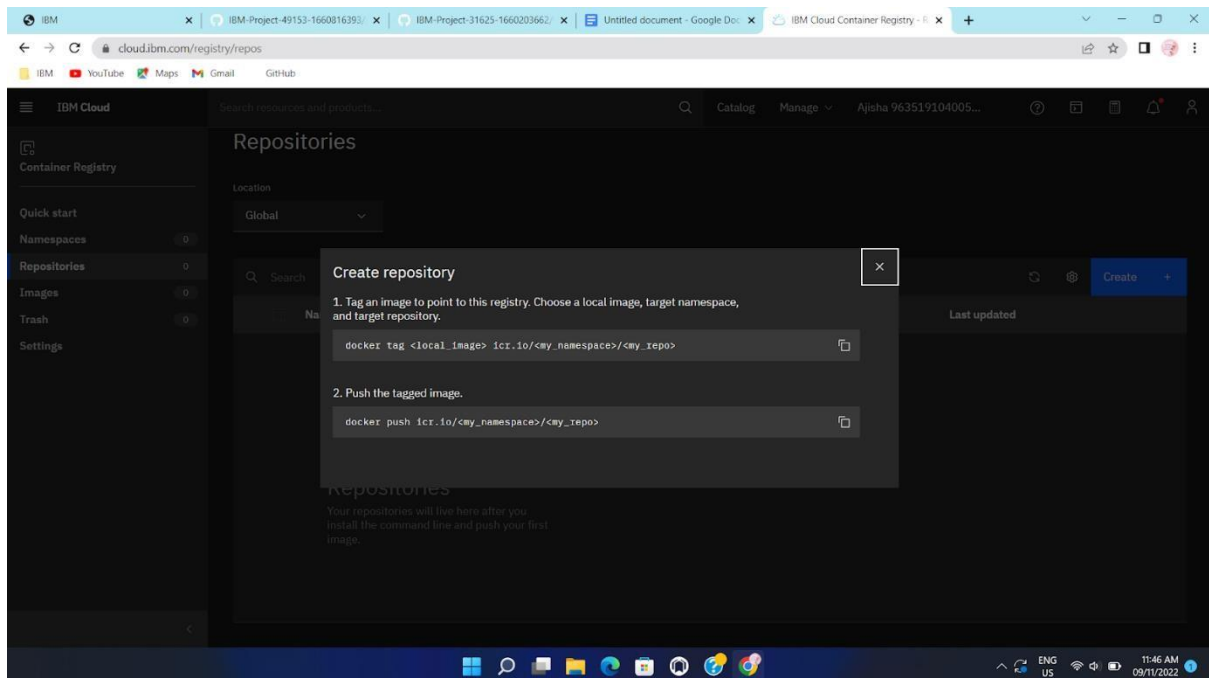 IBM
IBM-Project-49153-1660816393/
IBM-Project-31625-1660203662/
Untitled document - Google Doc
IBM Cloud Container Registry - R
cloud.ibm.com/registry/repos
IBM
YouTube
Maps
Gmail
GitHub
IBM Cloud
Search resources and products...
Catalog
Manage
Ajisha 963519104005...
Container Registry
Quick start
Namespaces 0
Repositories 0
Images 0
Trash 0
Settings
Repositories
Location
Global
Search
Create +
Na
Last updated
Create repository
1. Tag an image to point to this registry. Choose a local image, target namespace,
and target repository.
docker tag <local_image> icr.io/<my_namespace>/<my_repo>
2. Push the tagged image.
docker push icr.io/<my_namespace>/<my_repo>
Repositories
Your repositories will live here after you
install the command line and push your first
image.
ENG
US
11:46 AM
09/11/2022
1